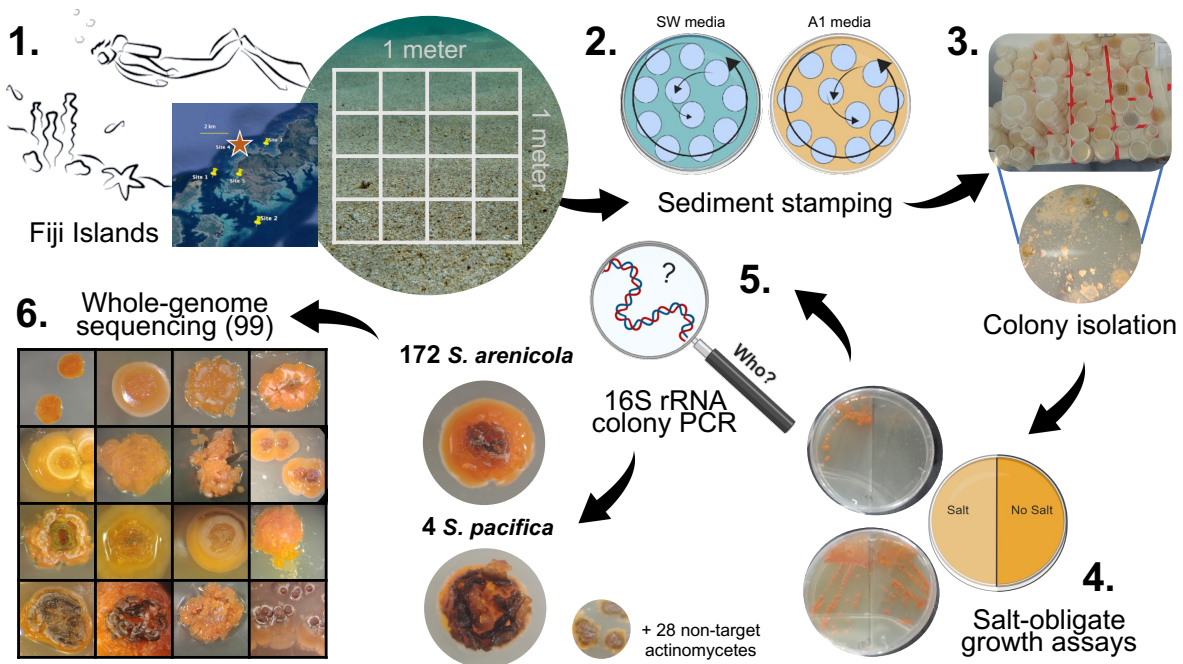 1.
1 meter
1 meter
2 km
Site 4
Site 3
Site 1
Site 5
Site 2
Fiji Islands
2.
SW media
A1 media
Sediment stamping
3.
Colony isolation
Salt
No Salt
4.
Salt-obligate
growth assays
5.
?
Who?
16S rRNA
colony PCR
172 S. arenicola
4 S. pacifica
+ 28 non-target
actinomycetes
6.
Whole-genome
sequencing (99)